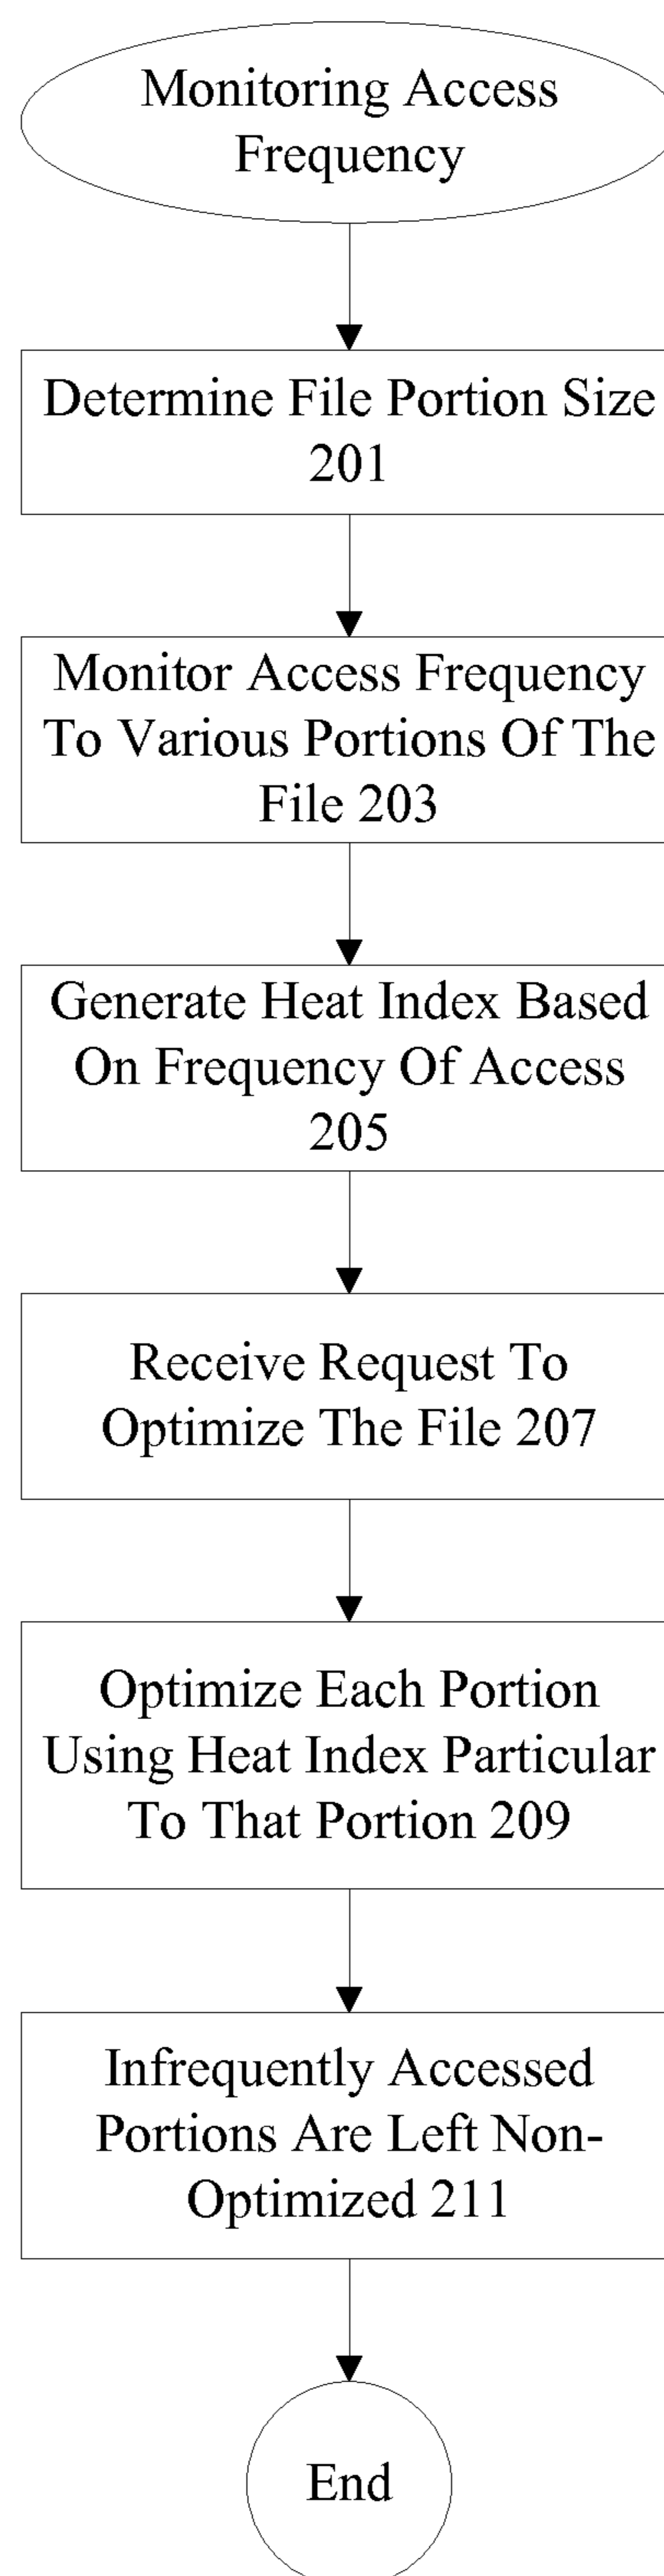 Monitoring Access
Frequency
Determine File Portion Size
201
Monitor Access Frequency
To Various Portions Of The
File 203
Generate Heat Index Based
On Frequency Of Access
205
Receive Request To
Optimize The File 207
Optimize Each Portion
Using Heat Index Particular
To That Portion 209
Infrequently Accessed
Portions Are Left Non-
Optimized 211
End